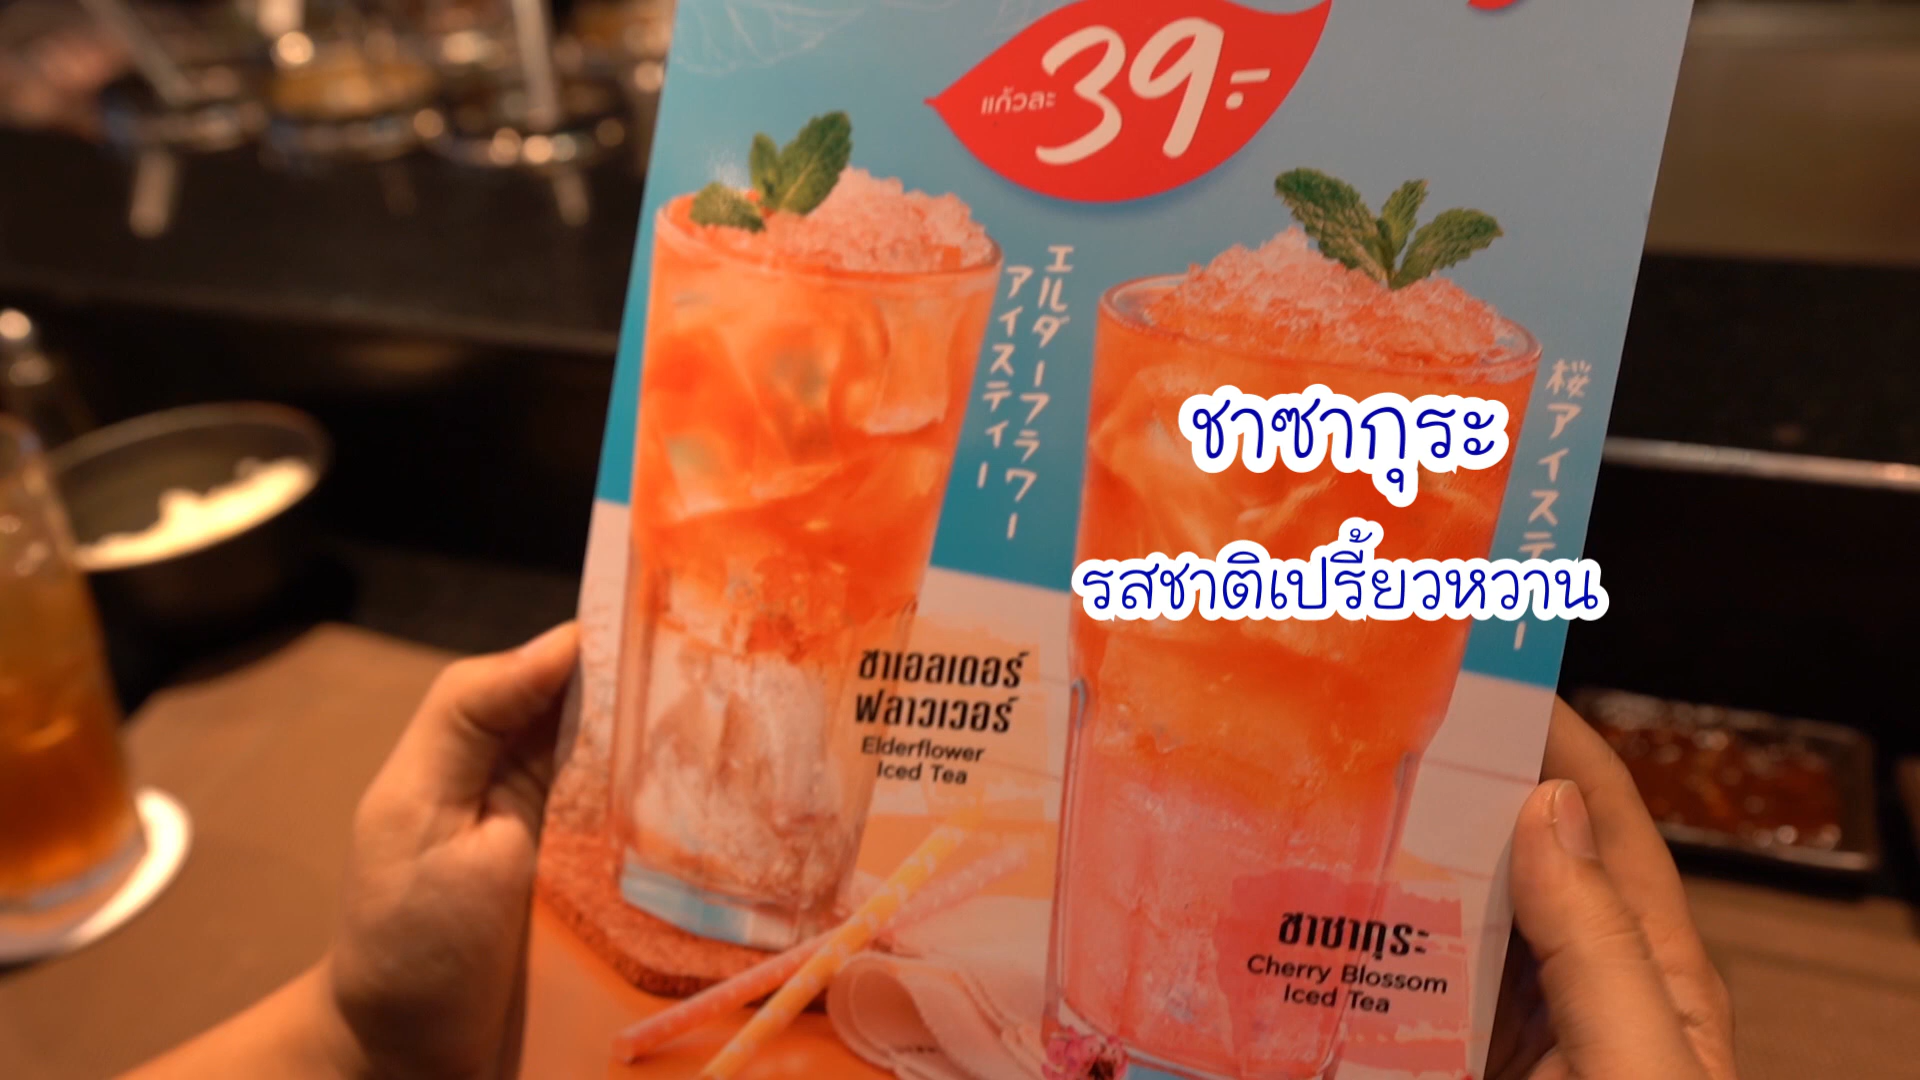 แก้วละ 39.-
エルダーフラワー
アイスティー
桜アイスティー
ชาซากุระ
รสชาติเปรี้ยวหวาน
ชาแอลเดอร์
ฟลาวเวอร์
Elderflower
Iced Tea
ชาซากุระ
Cherry Blossom
Iced Tea